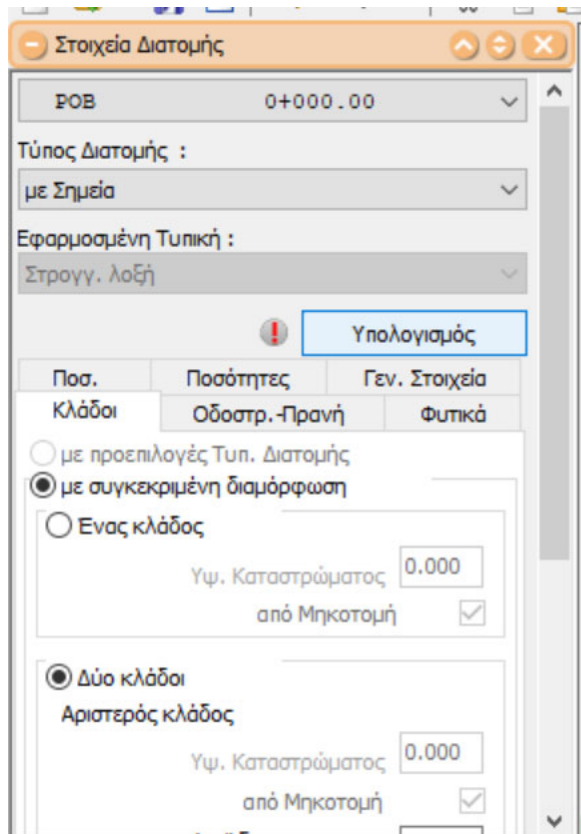 Στοιχεία Διατομής
POB 0+000.00
Τύπος Διατομής :
με Σημεία
Εφαρμοσμένη Τυπική :
Στρογγ. λοξή
Υπολογισμός
Ποσ. Ποσότητες Γεν. Στοιχεία
Κλάδοι Οδοστρ.-Πρανή Φυτικά
με προεπιλογές Τυπ. Διατομής
με συγκεκριμένη διαμόρφωση
Ένας κλάδος
Υψ. Καταστρώματος 0.000
από Μηκοτομή
Δύο κλάδοι
Αριστερός κλάδος
Υψ. Καταστρώματος 0.000
από Μηκοτομή